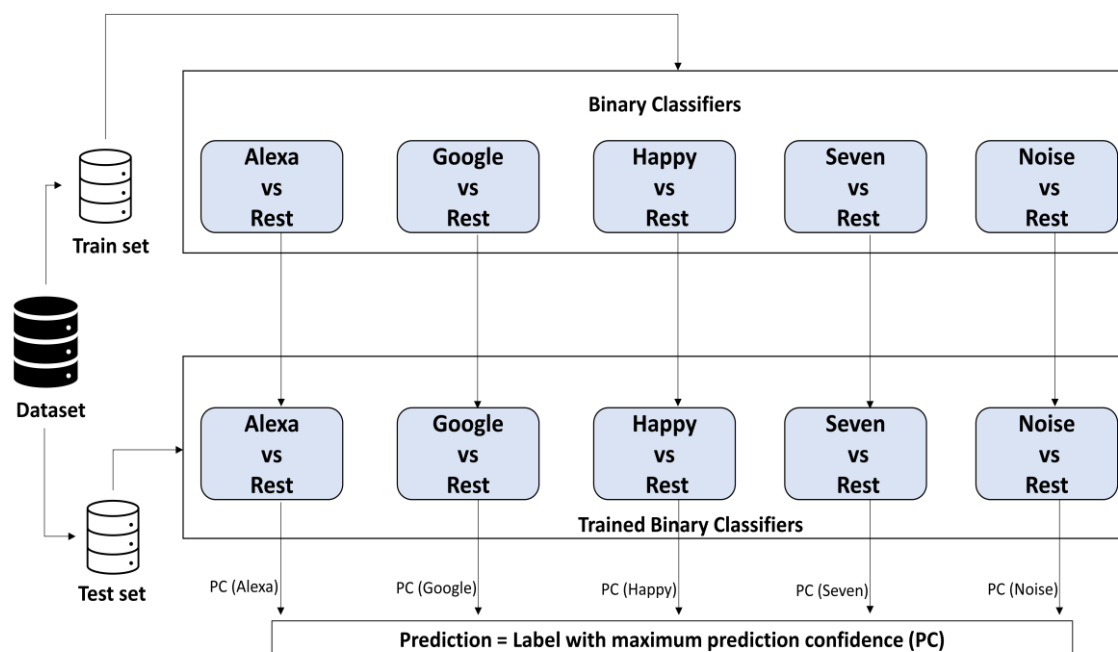 Binary Classifiers
Alexa
vs
Rest
Google
vs
Rest
Happy
vs
Rest
Seven
vs
Rest
Noise
vs
Rest
Train set
Dataset
Alexa
vs
Rest
Google
vs
Rest
Happy
vs
Rest
Seven
vs
Rest
Noise
vs
Rest
Trained Binary Classifiers
Test set
PC (Alexa)
PC (Google)
PC (Happy)
PC (Seven)
PC (Noise)
Prediction = Label with maximum prediction confidence (PC)